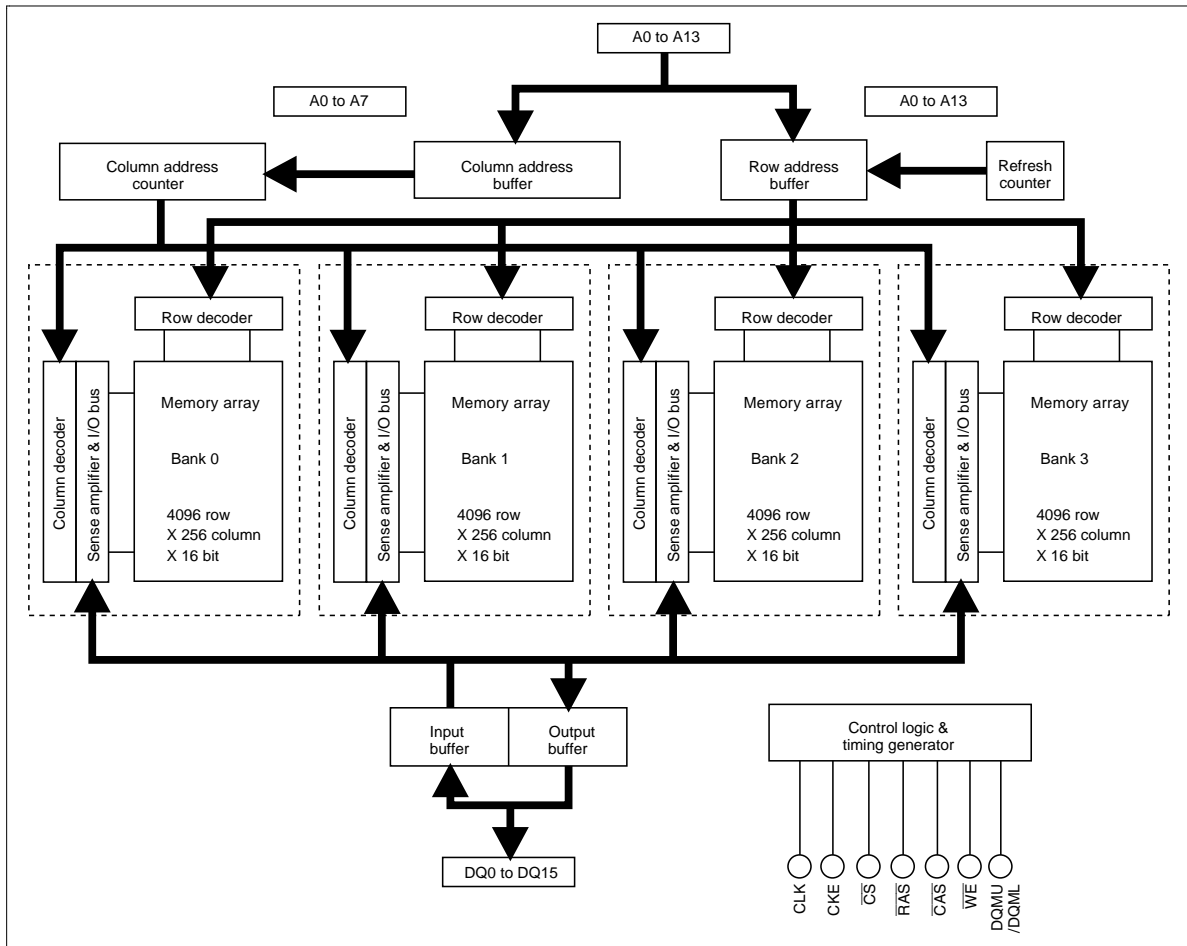 A0 to A13
A0 to A7
A0 to A13
Column address
counter
Column address
buffer
Row address
buffer
Refresh
counter
Row decoder
Row decoder
Row decoder
Row decoder
Column decoder
Sense amplifier & I/O bus
Memory array
Bank 0
4096 row
X 256 column
X 16 bit
Column decoder
Sense amplifier & I/O bus
Memory array
Bank 1
4096 row
X 256 column
X 16 bit
Column decoder
Sense amplifier & I/O bus
Memory array
Bank 2
4096 row
X 256 column
X 16 bit
Column decoder
Sense amplifier & I/O bus
Memory array
Bank 3
4096 row
X 256 column
X 16 bit
Input
buffer
Output
buffer
Control logic &
timing generator
DQ0 to DQ15
CLK
CKE
C̅S̅
R̅A̅S̅
C̅A̅S̅
W̅E̅
DQMU
/DQML